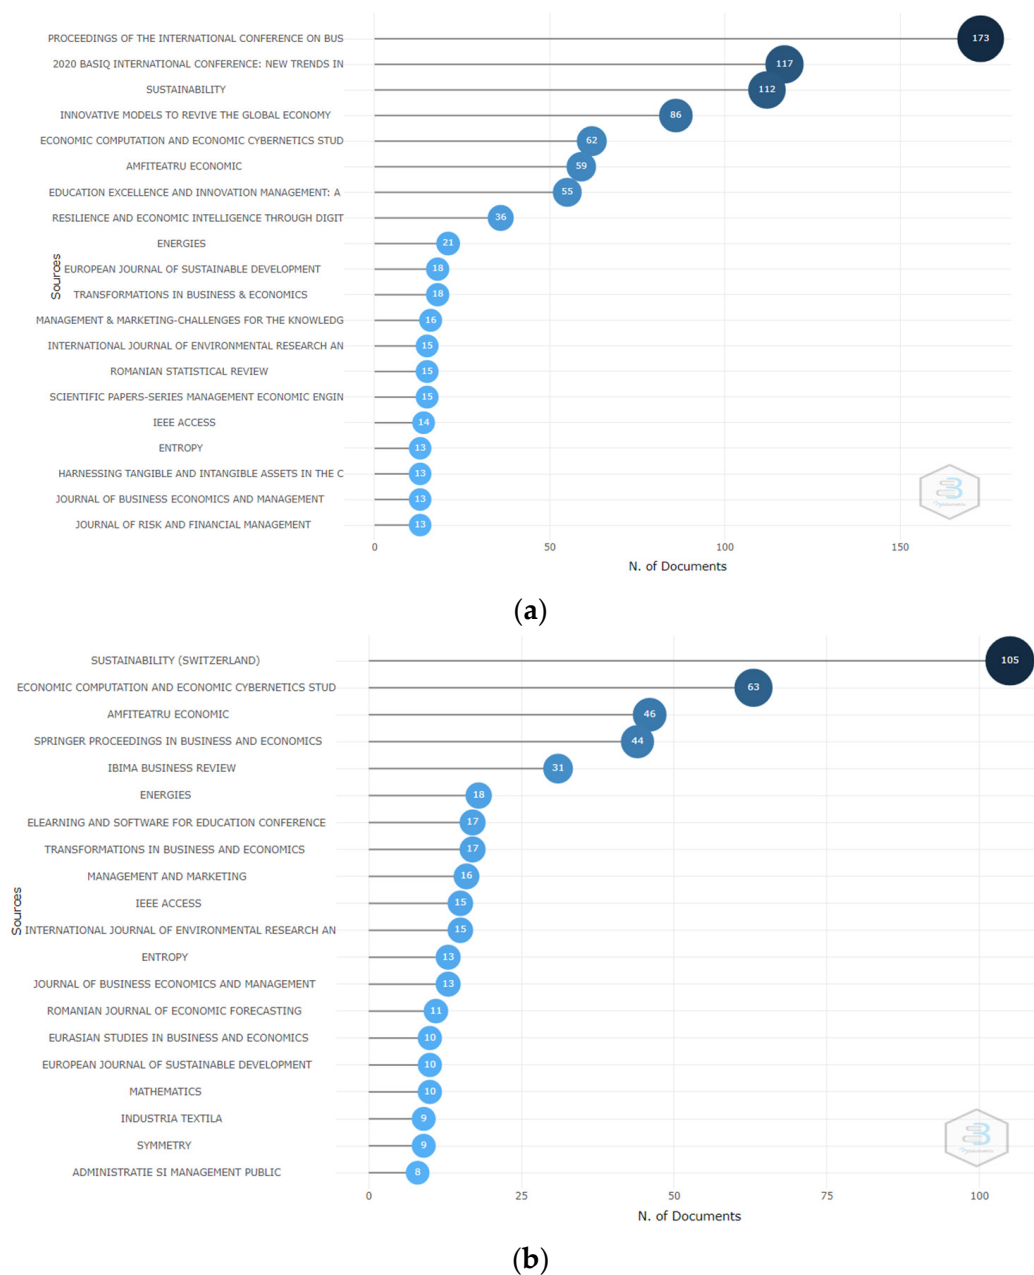 PROCEEDINGS OF THE INTERNATIONAL CONFERENCE ON BUS 173
2020 BASIQ INTERNATIONAL CONFERENCE: NEW TRENDS IN 117
SUSTAINABILITY 112
INNOVATIVE MODELS TO REVIVE THE GLOBAL ECONOMY 86
ECONOMIC COMPUTATION AND ECONOMIC CYBERNETICS STUD 62
AMFITEATRU ECONOMIC 59
EDUCATION EXCELLENCE AND INNOVATION MANAGEMENT: A 55
RESILIENCE AND ECONOMIC INTELLIGENCE THROUGH DIGIT 36
ENERGIES 21
EUROPEAN JOURNAL OF SUSTAINABLE DEVELOPMENT 18
Sources
TRANSFORMATIONS IN BUSINESS & ECONOMICS 18
MANAGEMENT & MARKETING-CHALLENGES FOR THE KNOWLEDG 16
INTERNATIONAL JOURNAL OF ENVIRONMENTAL RESEARCH AN 15
ROMANIAN STATISTICAL REVIEW 15
SCIENTIFIC PAPERS-SERIES MANAGEMENT ECONOMIC ENGIN 15
IEEE ACCESS 14
ENTROPY 13
HARNESSING TANGIBLE AND INTANGIBLE ASSETS IN THE C 13
JOURNAL OF BUSINESS ECONOMICS AND MANAGEMENT 13
JOURNAL OF RISK AND FINANCIAL MANAGEMENT 13
0 50 100 150
N. of Documents
(a)
SUSTAINABILITY (SWITZERLAND) 105
ECONOMIC COMPUTATION AND ECONOMIC CYBERNETICS STUD 63
AMFITEATRU ECONOMIC 46
SPRINGER PROCEEDINGS IN BUSINESS AND ECONOMICS 44
IBIMA BUSINESS REVIEW 31
ENERGIES 18
ELEARNING AND SOFTWARE FOR EDUCATION CONFERENCE 17
TRANSFORMATIONS IN BUSINESS AND ECONOMICS 17
MANAGEMENT AND MARKETING 16
IEEE ACCESS 15
Sources
INTERNATIONAL JOURNAL OF ENVIRONMENTAL RESEARCH AN 15
ENTROPY 13
JOURNAL OF BUSINESS ECONOMICS AND MANAGEMENT 13
ROMANIAN JOURNAL OF ECONOMIC FORECASTING 11
EURASIAN STUDIES IN BUSINESS AND ECONOMICS 10
EUROPEAN JOURNAL OF SUSTAINABLE DEVELOPMENT 10
MATHEMATICS 10
INDUSTRIA TEXTILA 9
SYMMETRY 9
ADMINISTRATIE SI MANAGEMENT PUBLIC 8
0 25 50 75 100
N. of Documents
(b)